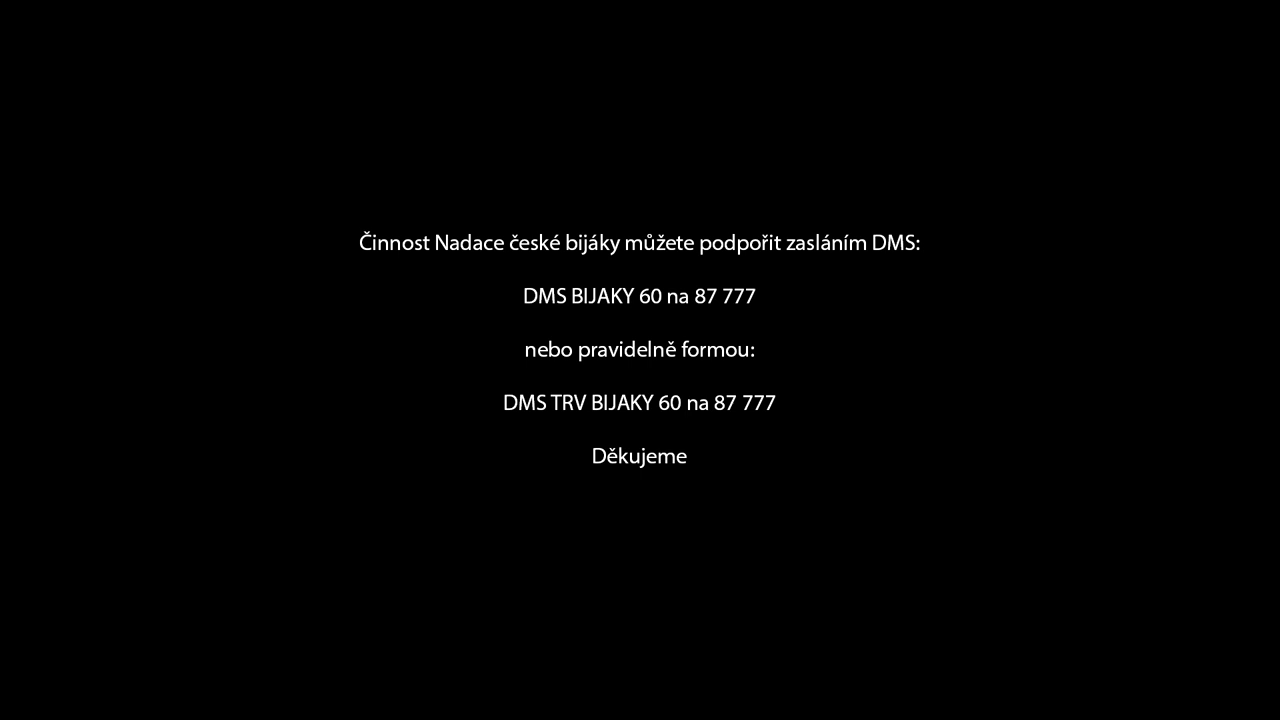 Činnost Nadace české bijáky můžete podpořit zasláním DMS:
DMS BIJAKY 60 na 87 777
nebo pravidelně formou:
DMS TRV BIJAKY 60 na 87 777
Děkujeme